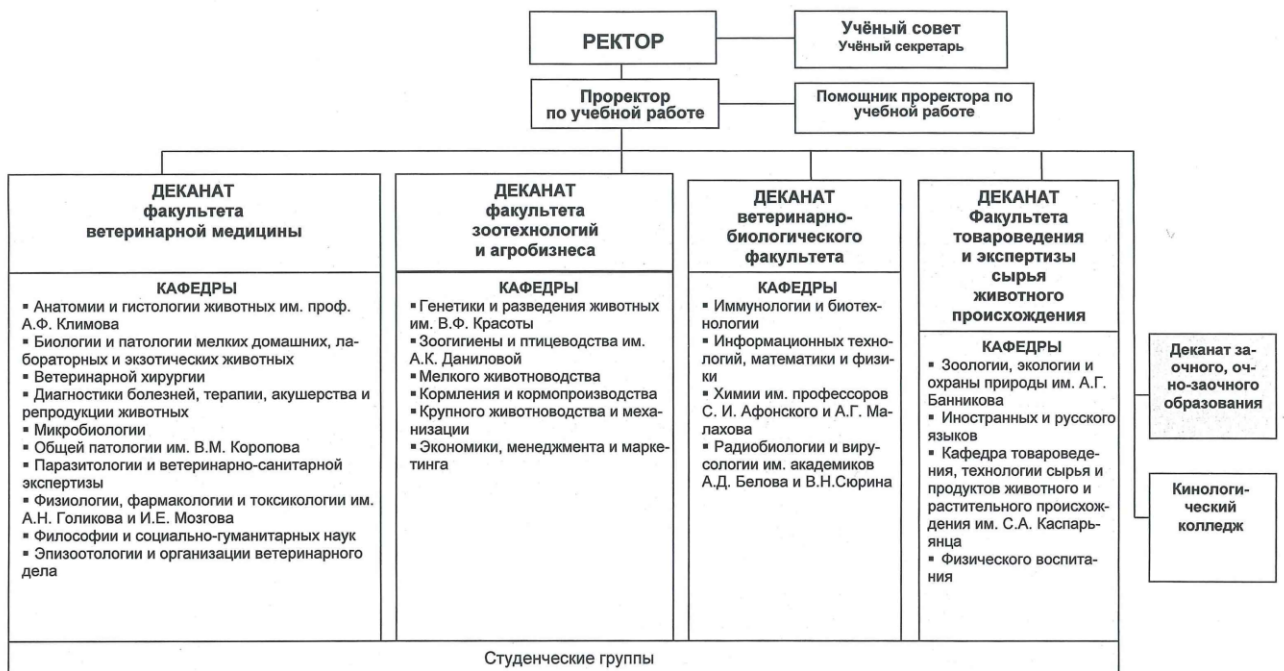 РЕКТОР
Учёный совет
Учёный секретарь
Проректор
по учебной работе
Помощник проректора по
учебной работе
ДЕКАНАТ
факультета
ветеринарной медицины
КАФЕДРЫ
▪ Анатомии и гистологии животных им. проф.
А.Ф. Климова
▪ Биологии и патологии мелких домашних, ла-
бораторных и экзотических животных
▪ Ветеринарной хирургии
▪ Диагностики болезней, терапии, акушерства и
репродукции животных
▪ Микробиологии
▪ Общей патологии им. В.М. Коропова
▪ Паразитологии и ветеринарно-санитарной
экспертизы
▪ Физиологии, фармакологии и токсикологии им.
А.Н. Голикова и И.Е. Мозгова
▪ Философии и социально-гуманитарных наук
▪ Эпизоотологии и организации ветеринарного
дела
ДЕКАНАТ
факультета
зоотехнологий
и агробизнеса
КАФЕДРЫ
▪ Генетики и разведения животных
им. В.Ф. Красоты
▪ Зоогигиены и птицеводства им.
А.К. Даниловой
▪ Мелкого животноводства
▪ Кормления и кормопроизводства
▪ Крупного животноводства и меха-
низации
▪ Экономики, менеджмента и марке-
тинга
ДЕКАНАТ
ветеринарно-
биологического
факультета
КАФЕДРЫ
▪ Иммунологии и биотех-
нологии
▪ Информационных техно-
логий, математики и физи-
ки
▪ Химии им. профессоров
С. И. Афонского и А.Г. Ма-
лахова
▪ Радиобиологии и виру-
сологии им. академиков
А.Д. Белова и В.Н.Сюрина
ДЕКАНАТ
Факультета
товароведения
и экспертизы
сырья
животного
происхождения
КАФЕДРЫ
▪ Зоологии, экологии и
охраны природы им. А.Г.
Банникова
▪ Иностранных и русского
языков
▪ Кафедра товароведе-
ния, технологии сырья и
продуктов животного и
растительного происхож-
дения им. С.А. Каспарь-
янца
▪ Физического воспита-
ния
Деканат за-
очного, оч-
но-заочного
образования
Кинологи-
ческий
колледж
Студенческие группы